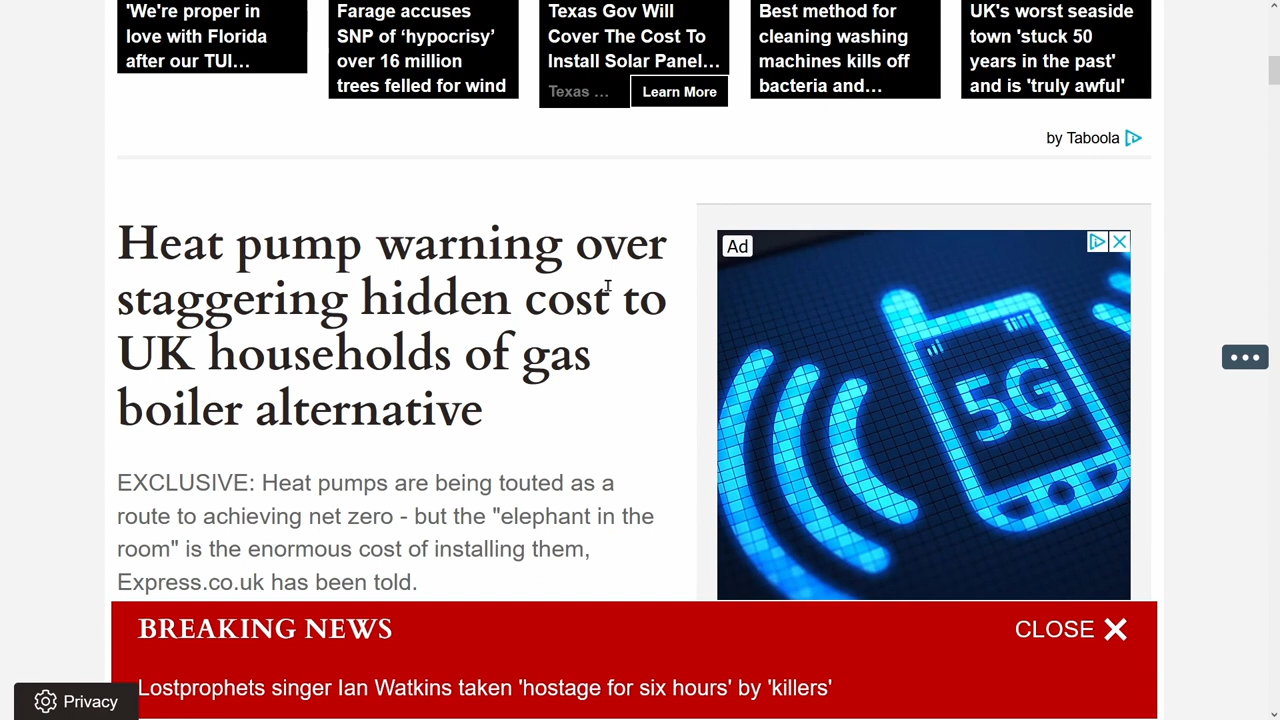 'We're proper in
love with Florida
after our TUI...
Farage accuses
SNP of ‘hypocrisy’
over 16 million
trees felled for wind
Texas Gov Will
Cover The Cost To
Install Solar Panel...
Texas ...
Learn More
Best method for
cleaning washing
machines kills off
bacteria and...
UK's worst seaside
town 'stuck 50
years in the past'
and is 'truly awful'
by Taboola
Heat pump warning over
staggering hidden cost to
UK households of gas
boiler alternative
EXCLUSIVE: Heat pumps are being touted as a
route to achieving net zero - but the "elephant in the
room" is the enormous cost of installing them,
Express.co.uk has been told.
Ad
5G
BREAKING NEWS
CLOSE
Lostprophets singer Ian Watkins taken 'hostage for six hours' by 'killers'
Privacy